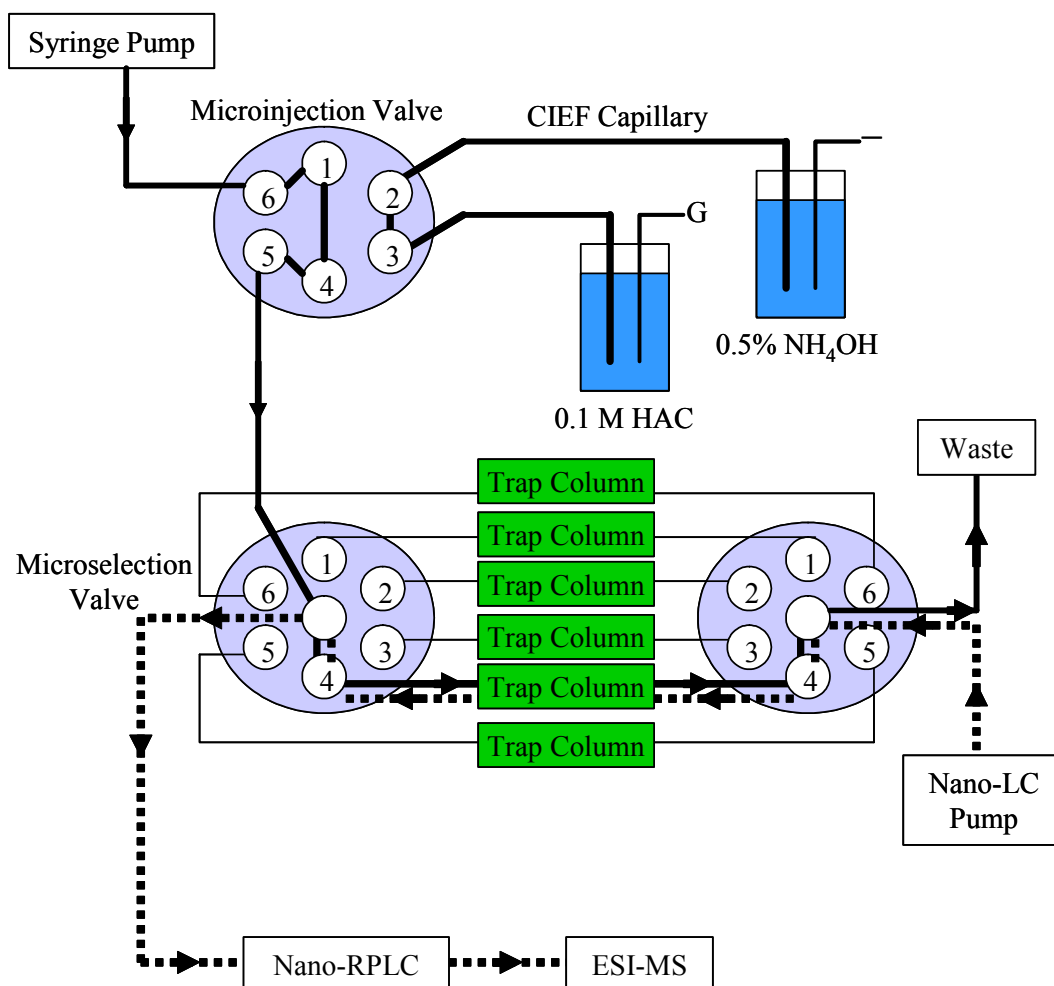 Syringe Pump
Microinjection Valve
CIEF Capillary
–
1
2
6
G
5
3
4
0.5% NH₄OH
0.1 M HAC
Waste
Trap Column
Trap Column
Trap Column
Trap Column
Trap Column
Trap Column
Microselection
Valve
1
6
2
5
3
4
1
2
6
3
5
4
Nano-LC
Pump
Nano-RPLC
ESI-MS